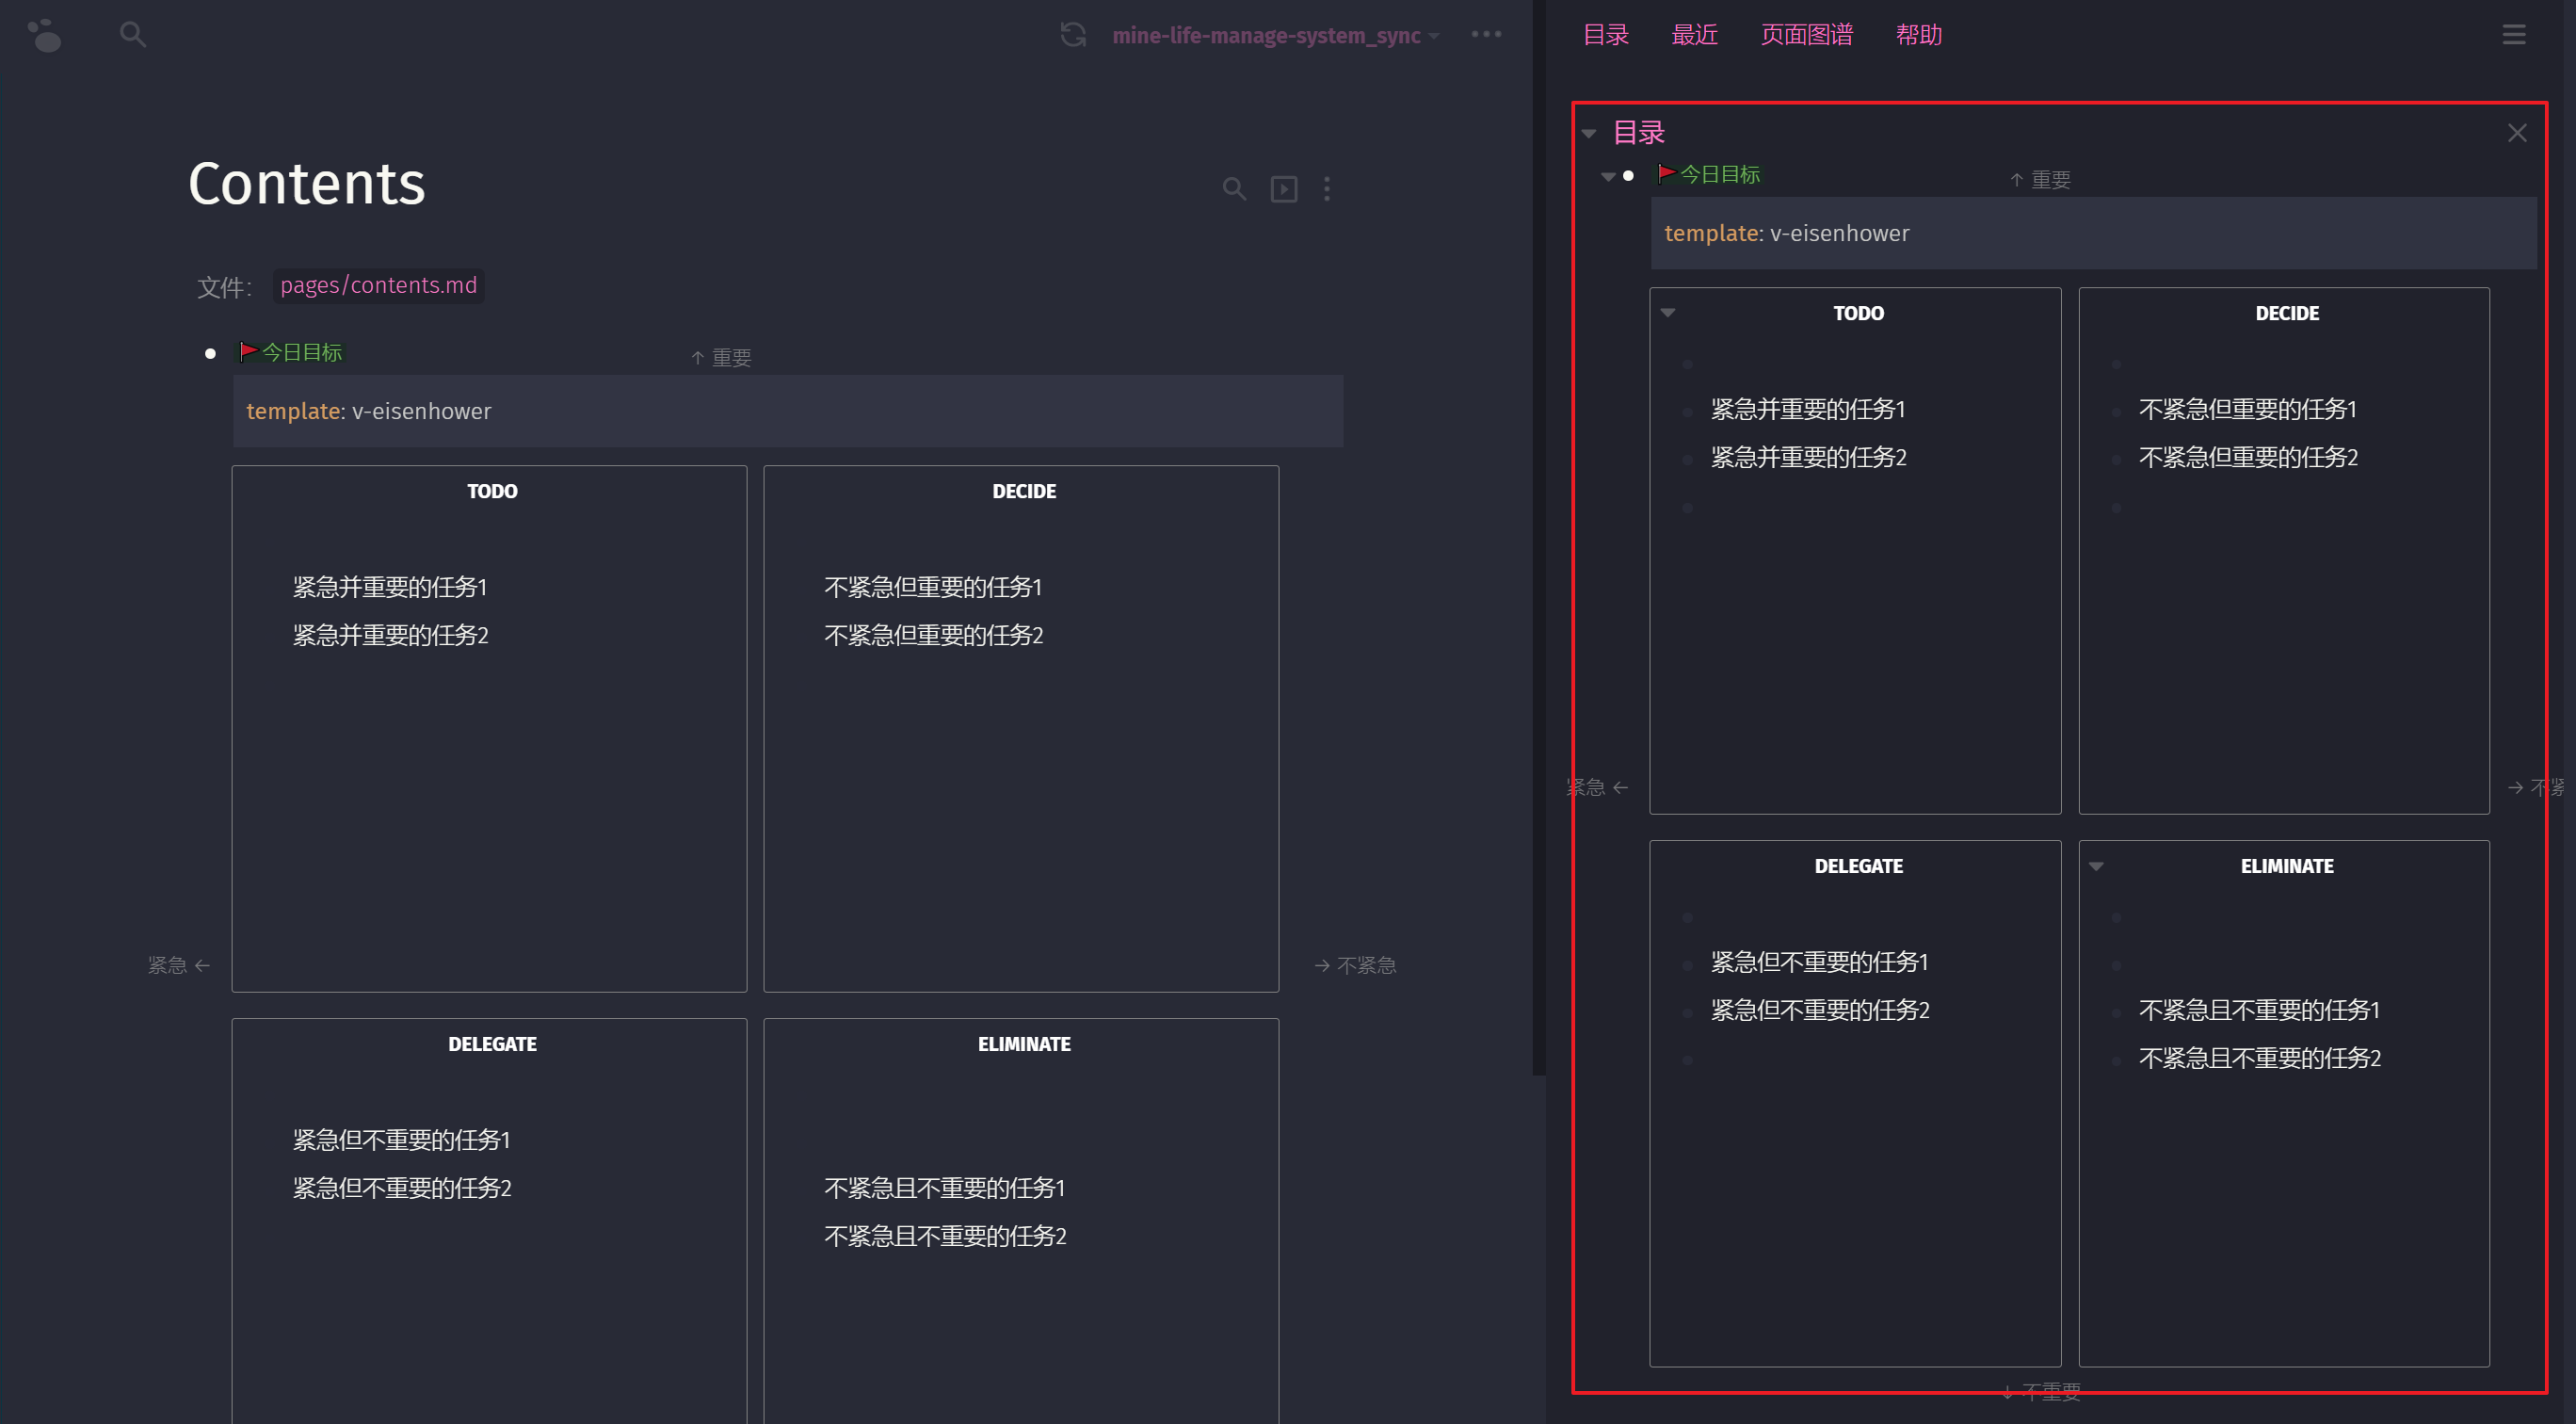 mine-life-manage-system_sync
Contents
文件:
pages/contents.md
今日目标
↑ 重要
template: v-eisenhower
TODO
紧急并重要的任务1
紧急并重要的任务2
DECIDE
不紧急但重要的任务1
不紧急但重要的任务2
紧急 ←
→ 不紧急
DELEGATE
紧急但不重要的任务1
紧急但不重要的任务2
ELIMINATE
不紧急且不重要的任务1
不紧急且不重要的任务2
目录 最近 页面图谱 帮助
目录
今日目标
↑ 重要
template: v-eisenhower
TODO
紧急并重要的任务1
紧急并重要的任务2
DECIDE
不紧急但重要的任务1
不紧急但重要的任务2
紧急 ←
→ 不紧
DELEGATE
紧急但不重要的任务1
紧急但不重要的任务2
ELIMINATE
不紧急且不重要的任务1
不紧急且不重要的任务2
↓ 不重要